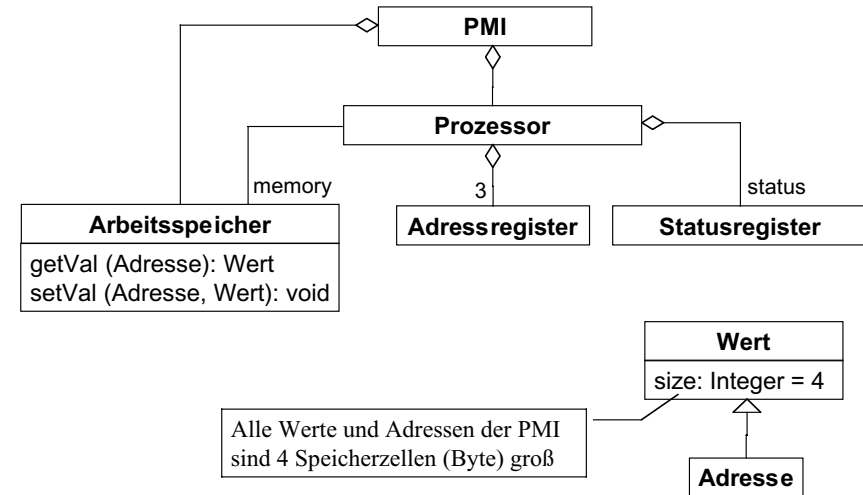 PMI
Prozessor
memory
3
status
Arbeitsspeicher
Adressregister
Statusregister
getVal (Adresse): Wert
setVal (Adresse, Wert): void
Wert
size: Integer = 4
Alle Werte und Adressen der PMI
sind 4 Speicherzellen (Byte) groß
Adresse